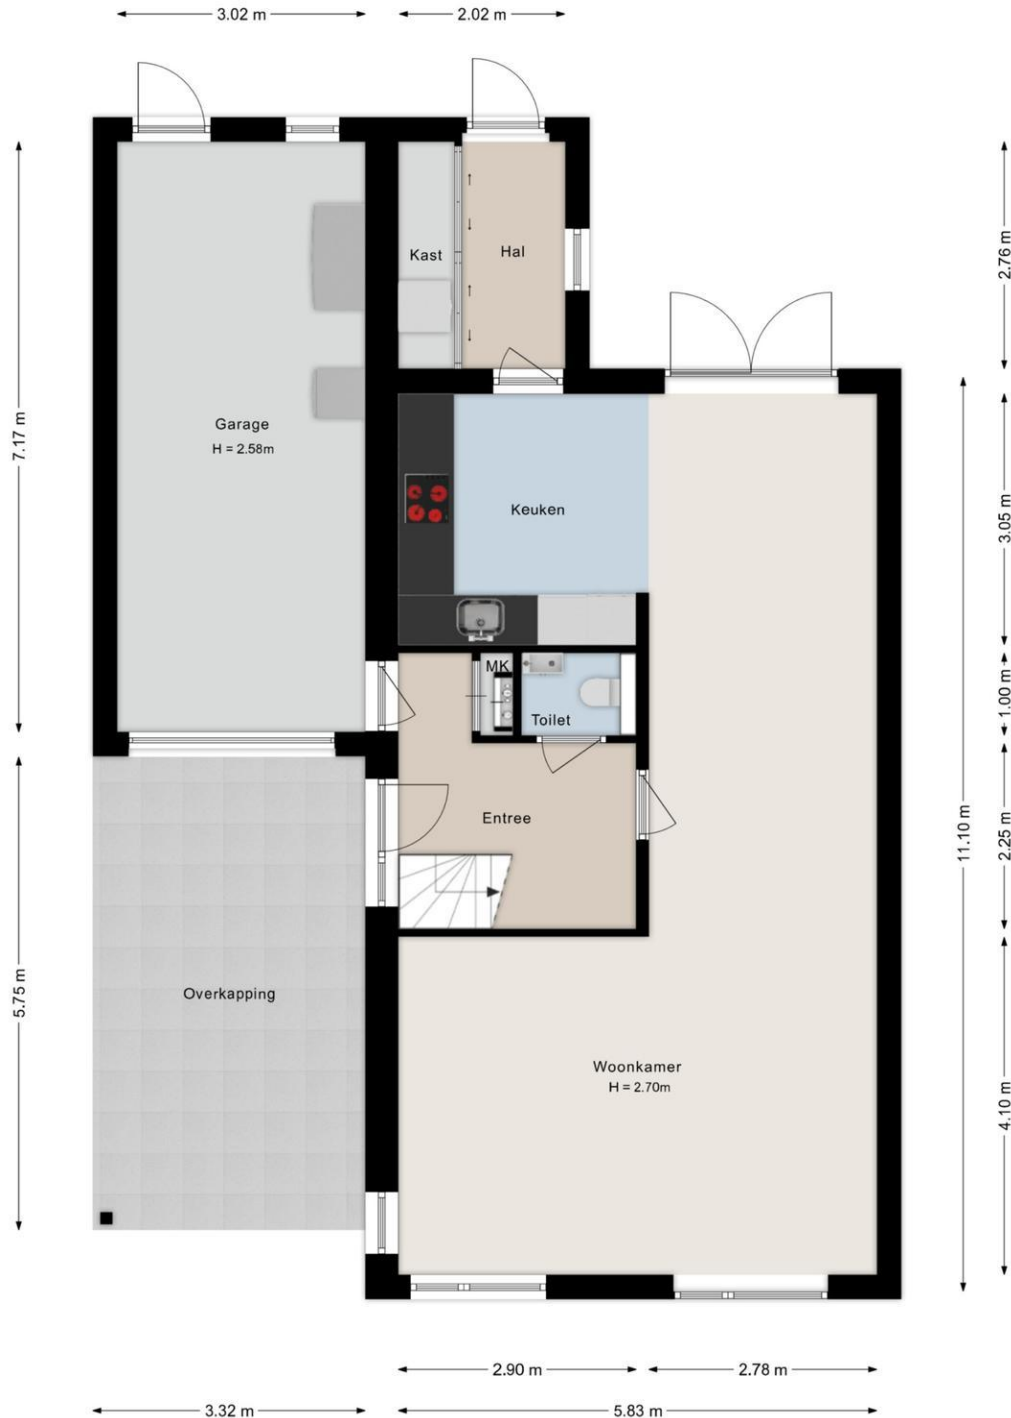 3.02 m
2.02 m
Kast
Hal
2.76 m
Garage
H = 2.58m
7.17 m
Keuken
3.05 m
MK
Toilet
1.00 m
Entree
11.10 m
2.25 m
Overkapping
5.75 m
Woonkamer
H = 2.70m
4.10 m
2.90 m
2.78 m
3.32 m
5.83 m